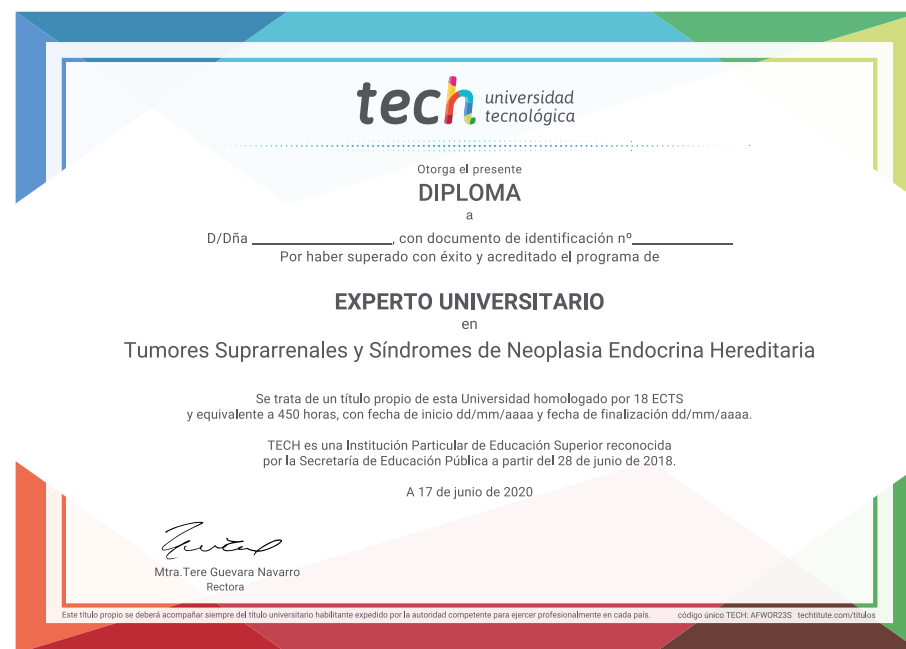 tech universidad
tecnológica
Otorga el presente
DIPLOMA
a
D/Dña ____________________, con documento de identificación nº______________
Por haber superado con éxito y acreditado el programa de
EXPERTO UNIVERSITARIO
en
Tumores Suprarrenales y Síndromes de Neoplasia Endocrina Hereditaria
Se trata de un título propio de esta Universidad homologado por 18 ECTS
y equivalente a 450 horas, con fecha de inicio dd/mm/aaaa y fecha de finalización dd/mm/aaaa.
TECH es una Institución Particular de Educación Superior reconocida
por la Secretaría de Educación Pública a partir del 28 de junio de 2018.
A 17 de junio de 2020
Mtra.Tere Guevara Navarro
Rectora
Este título propio se deberá acompañar siempre del título universitario habilitante expedido por la autoridad competente para ejercer profesionalmente en cada país. código único TECH: AFWOR23S techtitute.com/titulos